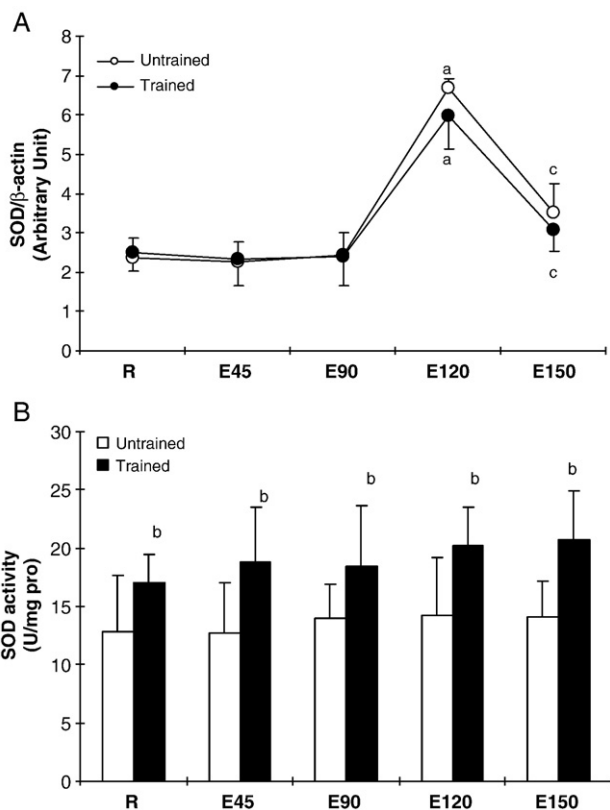 A
SOD/β-actin
(Arbitrary Unit)
8
7
6
5
4
3
2
1
0
Untrained
Trained
a
a
c
c
R E45 E90 E120 E150
B
SOD activity
(U/mg pro)
30
25
20
15
10
5
0
Untrained
Trained
b b b b b
R E45 E90 E120 E150